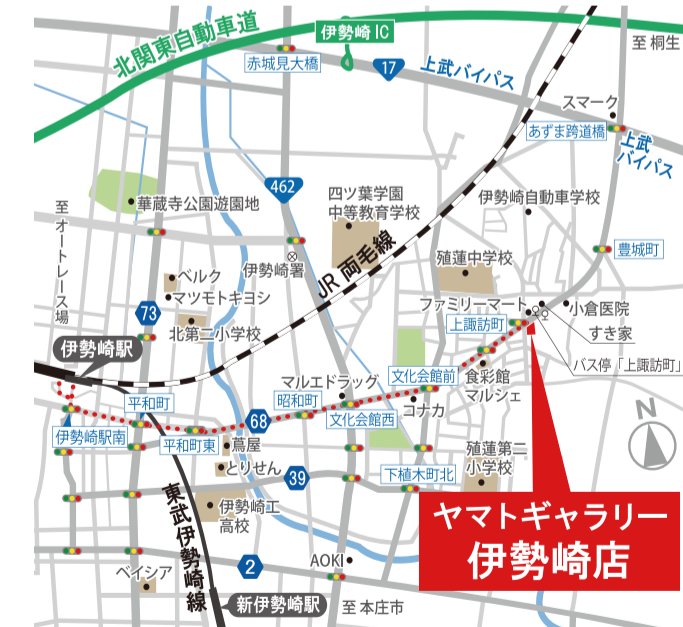 北関東自動車道
伊勢崎IC
至 桐生
赤城見大橋
17
上武バイパス
スマーク
あずま跨道橋
上武
バイパス
462
四ツ葉学園
中等教育学校
伊勢崎自動車学校
華蔵寺公園遊園地
至オートレース場
伊勢崎署
JR 両毛線
殖蓮中学校
豊城町
ベルク
マツモトキヨシ
73
北第二小学校
ファミリーマート
小倉医院
上諏訪町
すき家
伊勢崎駅
バス停「上諏訪町」
マルエドラッグ
文化会館前
食彩館
マルシェ
平和町
昭和町
コナカ
68
文化会館西
伊勢崎駅南
平和町東
蔦屋
とりせん
39
下植木町北
殖蓮第二
小学校
伊勢崎工
高校
東武伊勢崎線
ヤマトギャラリー
伊勢崎店
AOKI
2
ベイシア
新伊勢崎駅
至 本庄市
N